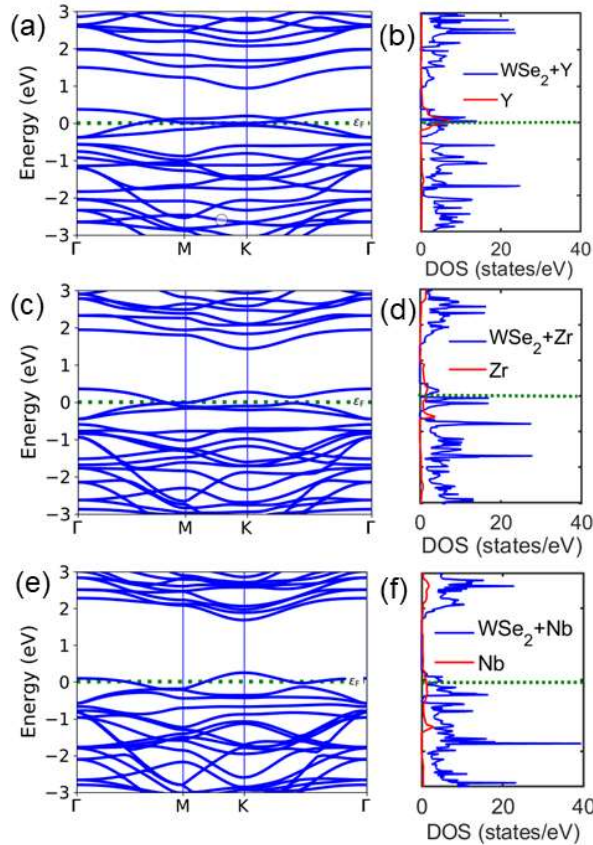 (a)
3
2
1
0
−1
−2
−3
Energy (eV)
εF
Γ M K Γ
(b)
WSe2+Y
Y
0 20 40
DOS (states/eV)
(c)
3
2
1
0
−1
−2
−3
Energy (eV)
εF
Γ M K Γ
(d)
WSe2+Zr
Zr
0 20 40
DOS (states/eV)
(e)
3
2
1
0
−1
−2
−3
Energy (eV)
εF
Γ M K Γ
(f)
WSe2+Nb
Nb
0 20 40
DOS (states/eV)